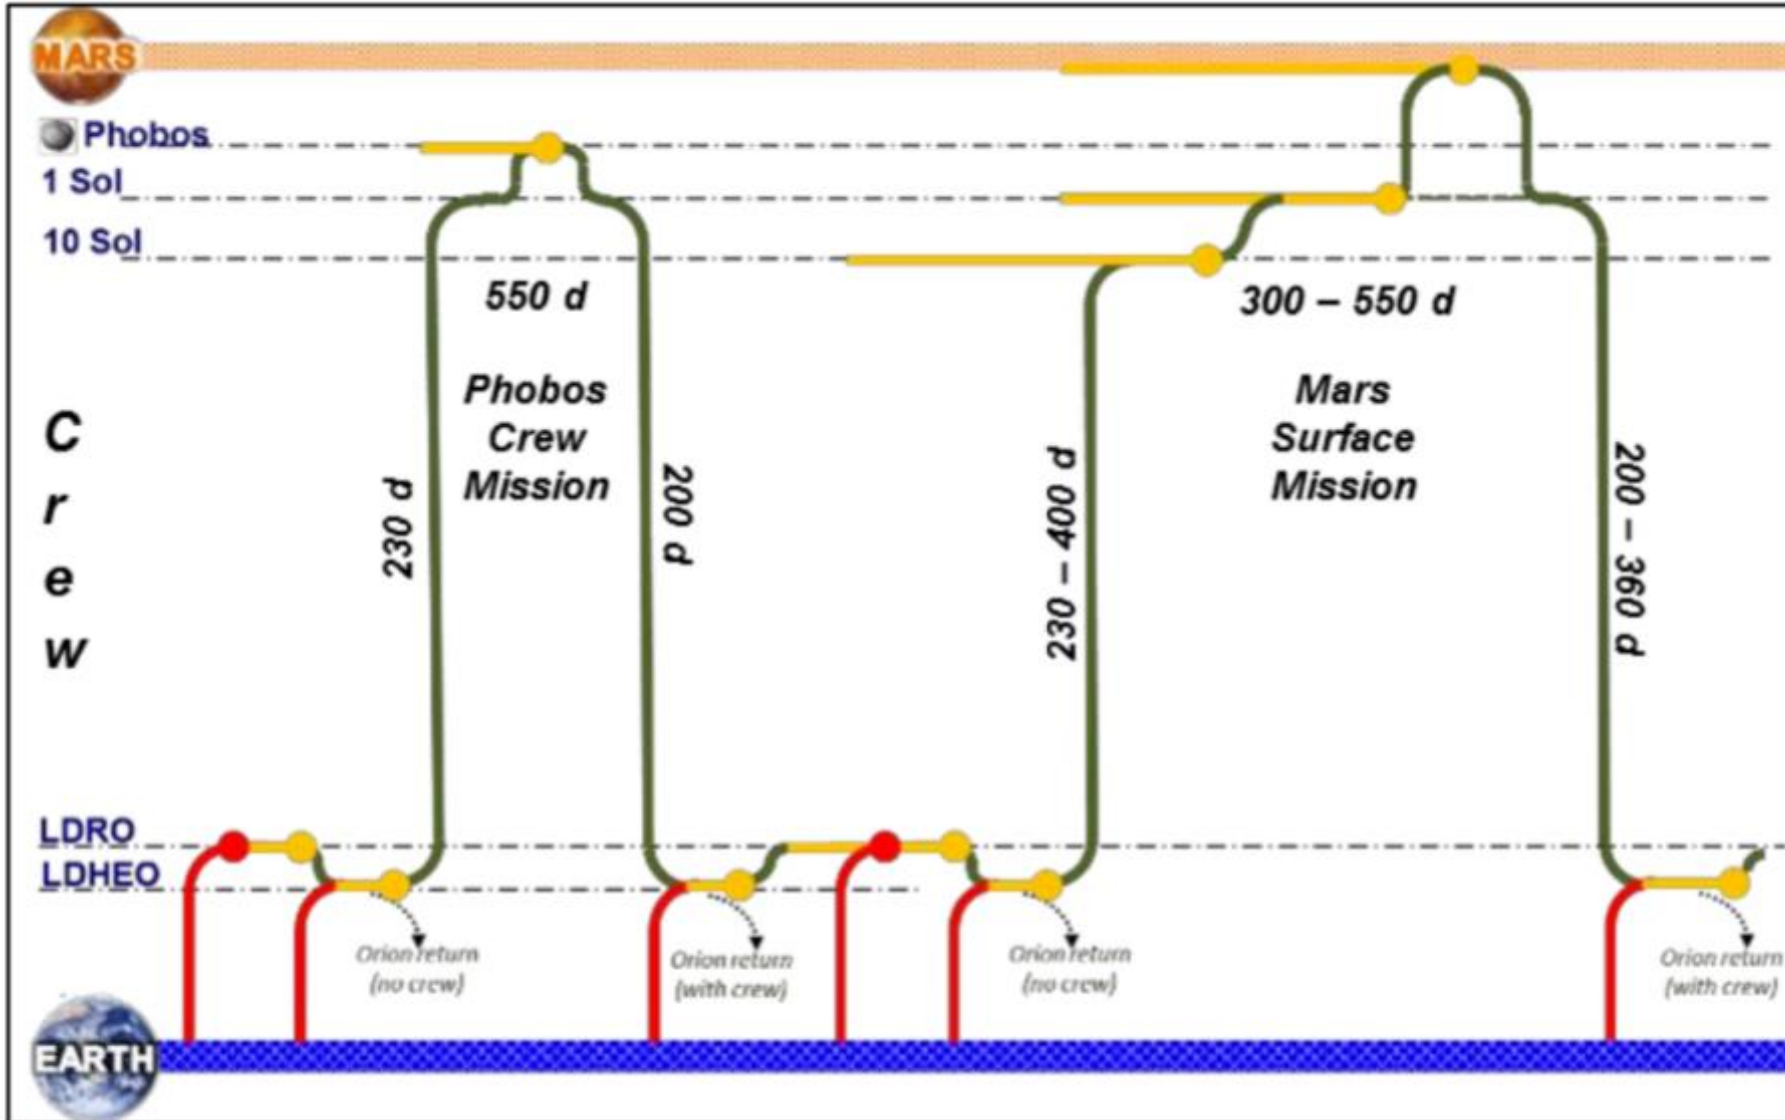 MARS
Phobos
1 Sol
10 Sol
550 d
300 – 550 d
Phobos
Crew
Mission
Mars
Surface
Mission
C
r
e
w
230 d
200 d
230 – 400 d
200 – 360 d
LDRO
LDHEO
Orion return
(no crew)
Orion return
(with crew)
Orion return
(no crew)
Orion return
(with crew)
EARTH